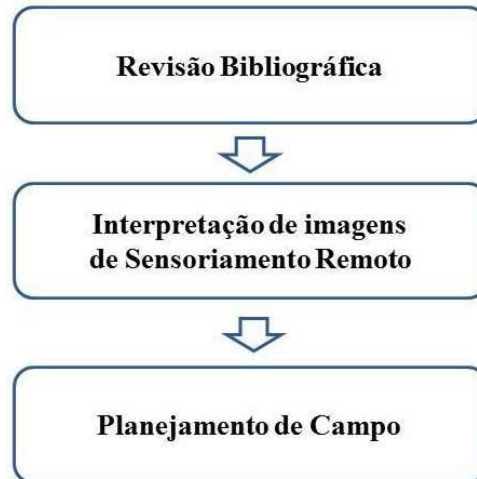 Revisão Bibliográfica
Interpretação de imagens
de Sensoriamento Remoto
Planejamento de Campo